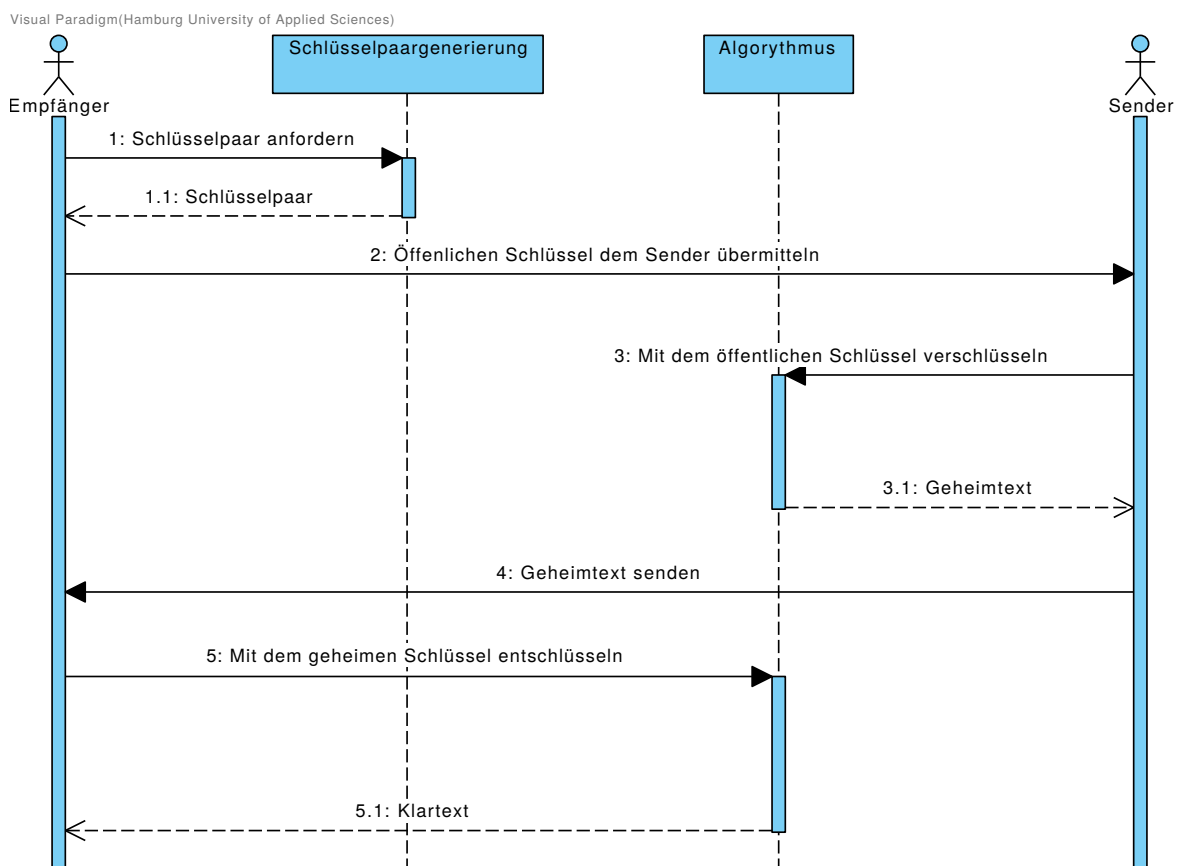 Visual Paradigm(Hamburg University of Applied Sciences)
Schlüsselpaargenerierung
Algorythmus
Empfänger
Sender
1: Schlüsselpaar anfordern
1.1: Schlüsselpaar
2: Öffenlichen Schlüssel dem Sender übermitteln
3: Mit dem öffentlichen Schlüssel verschlüsseln
3.1: Geheimtext
4: Geheimtext senden
5: Mit dem geheimen Schlüssel entschlüsseln
5.1: Klartext